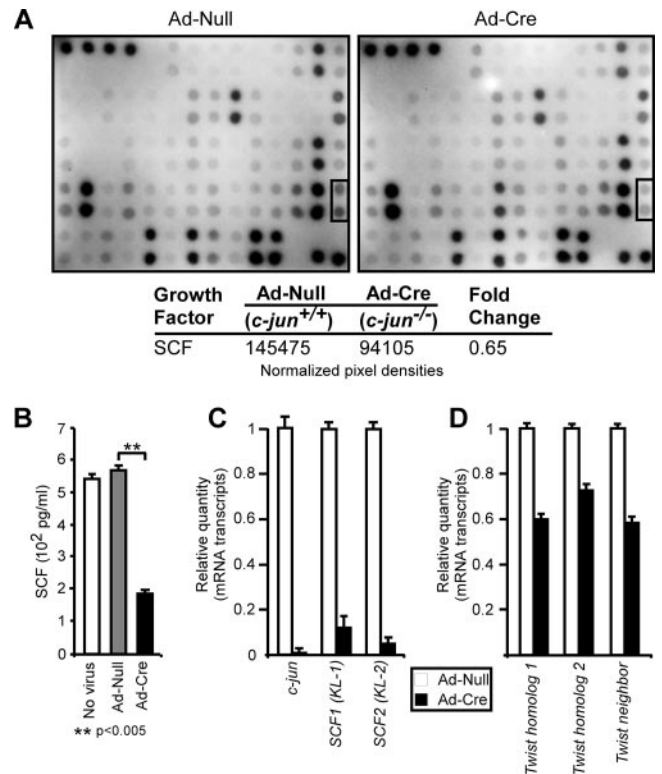 A
Ad-Null Ad-Cre
Growth Factor Ad-Null (c-jun+/+) Ad-Cre (c-jun-/-) Fold Change
SCF 145475 94105 0.65
Normalized pixel densities
B
SCF (10² pg/ml)
7
6
5
4
3
2
1
0
**
No virus
Ad-Null
Ad-Cre
** p<0.005
C
Relative quantity
(mRNA transcripts)
1
0.8
0.6
0.4
0.2
0
c-jun
SCF1 (KL-1)
SCF2 (KL-2)
Ad-Null
Ad-Cre
D
Relative quantity
(mRNA transcripts)
1
0.8
0.6
0.4
0.2
0
Twist homolog 1
Twist homolog 2
Twist neighbor